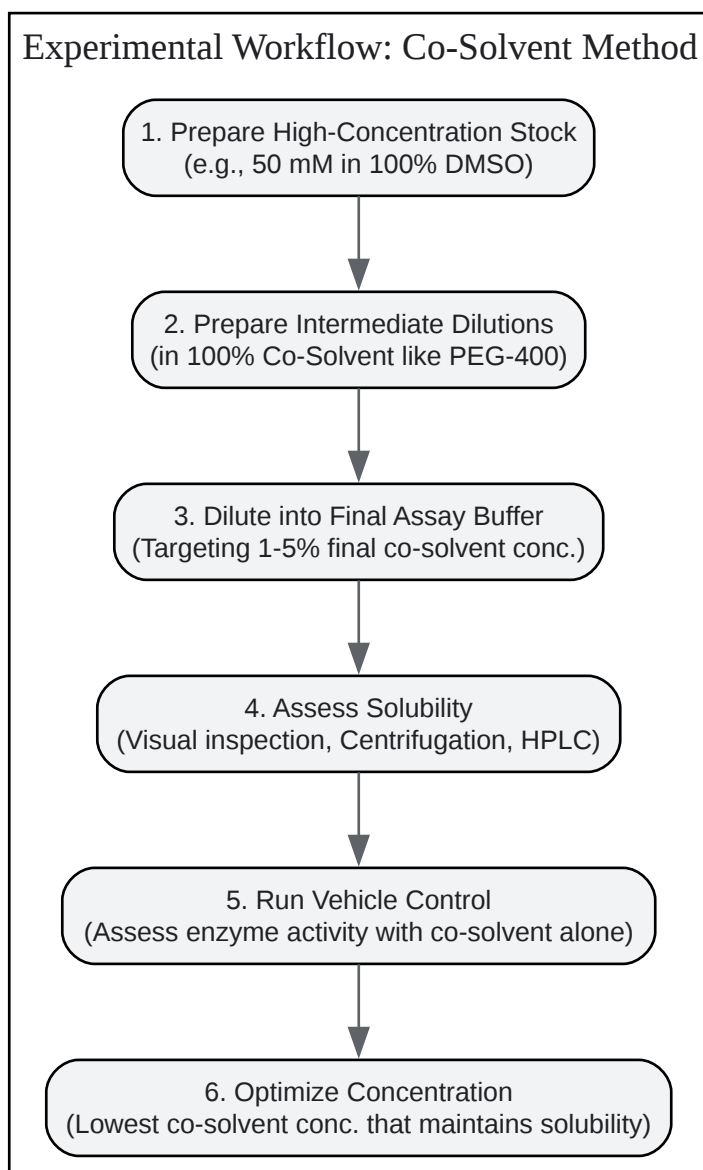 Experimental Workflow: Co-Solvent Method
1. Prepare High-Concentration Stock
(e.g., 50 mM in 100% DMSO)
2. Prepare Intermediate Dilutions
(in 100% Co-Solvent like PEG-400)
3. Dilute into Final Assay Buffer
(Targeting 1-5% final co-solvent conc.)
4. Assess Solubility
(Visual inspection, Centrifugation, HPLC)
5. Run Vehicle Control
(Assess enzyme activity with co-solvent alone)
6. Optimize Concentration
(Lowest co-solvent conc. that maintains solubility)